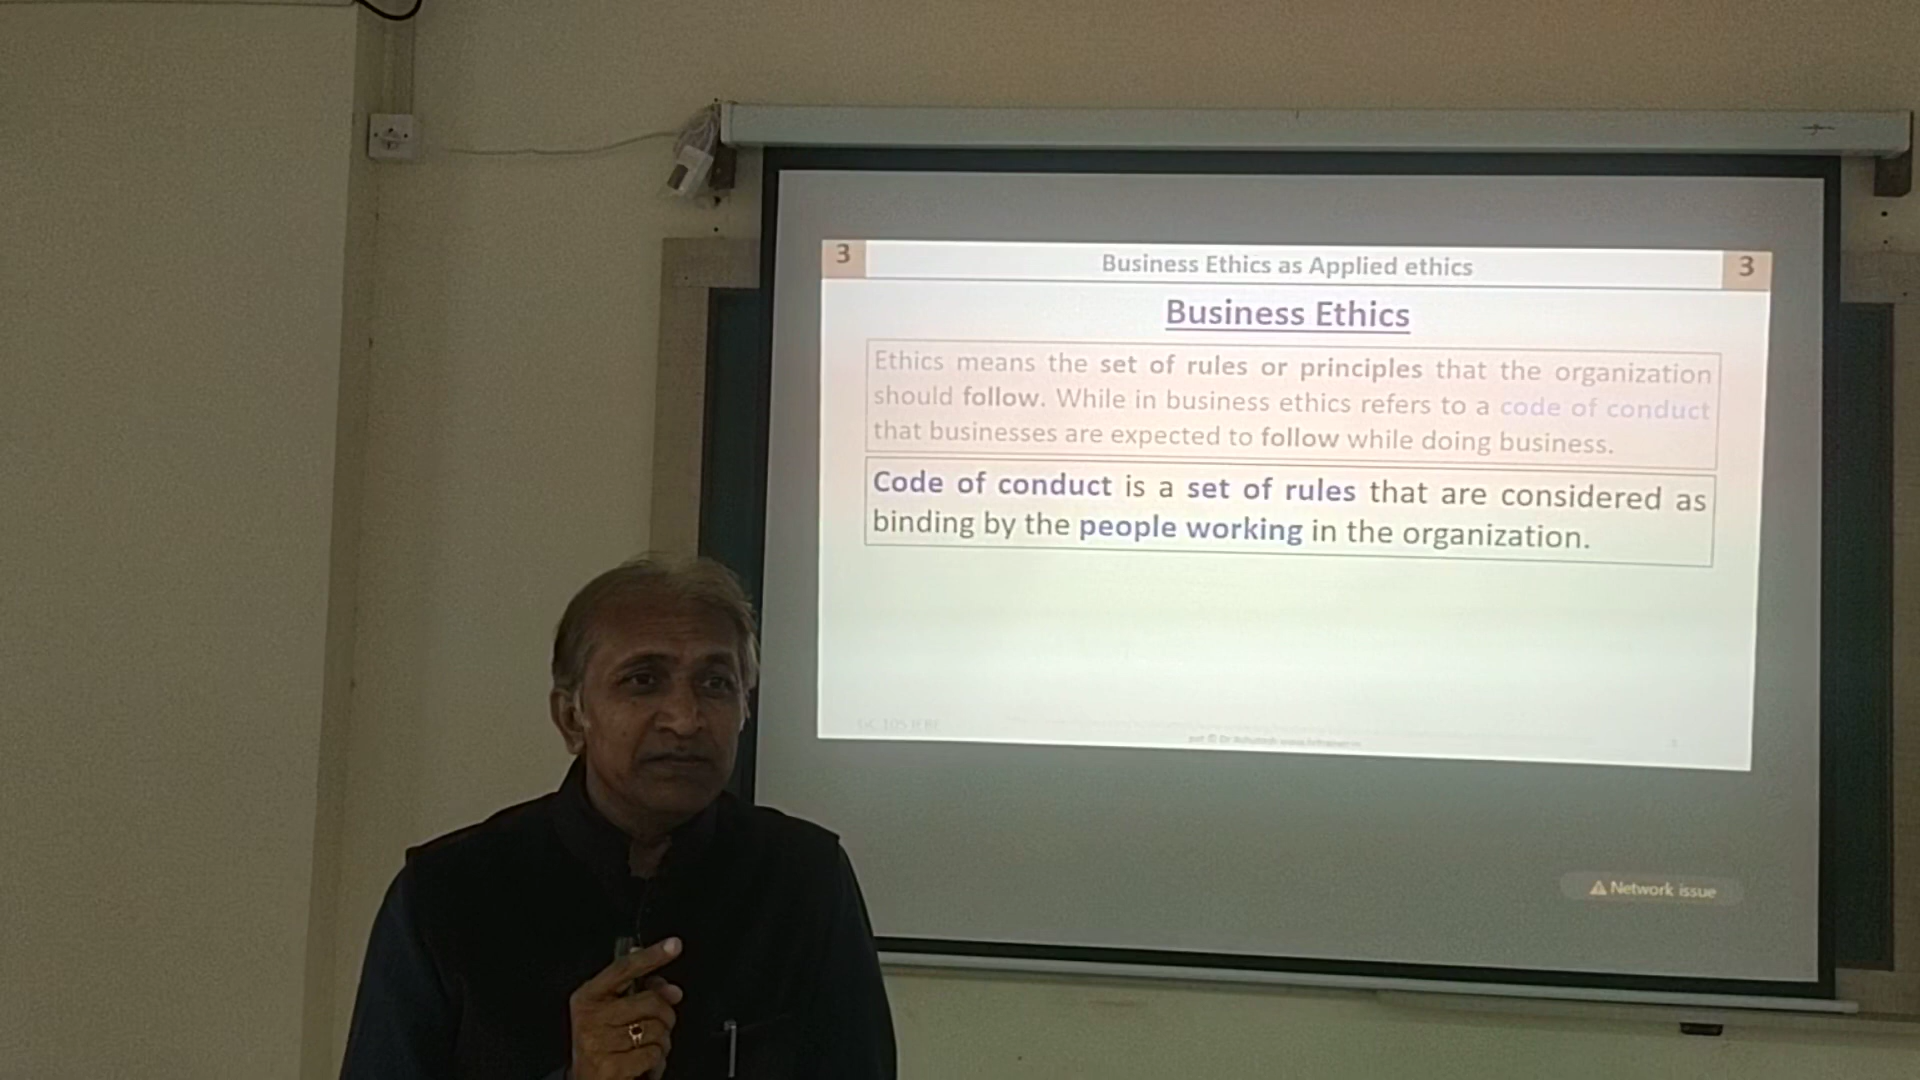 3 Business Ethics as Applied ethics 3
Business Ethics
Ethics means the set of rules or principles that the organization
should follow. While in business ethics refers to a code of conduct
that businesses are expected to follow while doing business.
Code of conduct is a set of rules that are considered as
binding by the people working in the organization.
Network issue